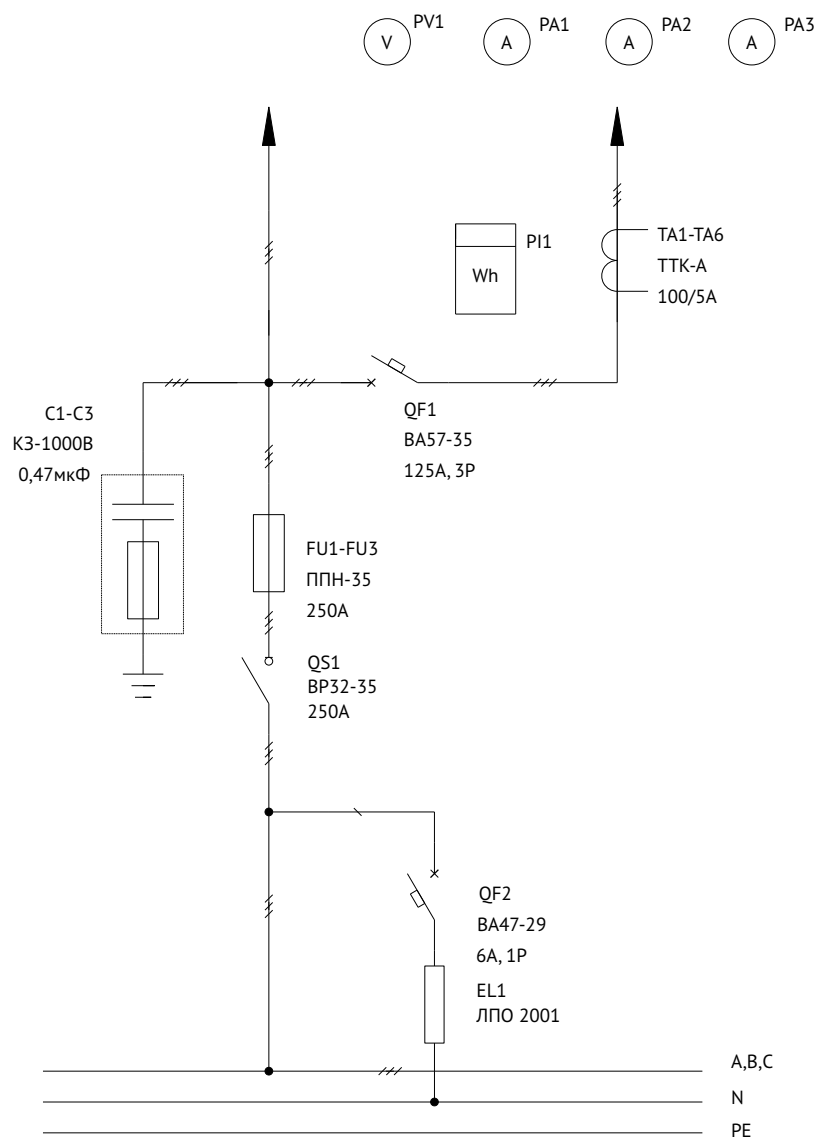 PV1
V
PA1
A
PA2
A
PA3
A
PI1
Wh
TA1-TA6
ТТК-А
100/5А
C1-C3
КЗ-1000В
0,47мкФ
QF1
ВА57-35
125А, 3Р
FU1-FU3
ППН-35
250А
QS1
ВР32-35
250А
QF2
ВА47-29
6А, 1Р
EL1
ЛПО 2001
A,B,C
N
PE